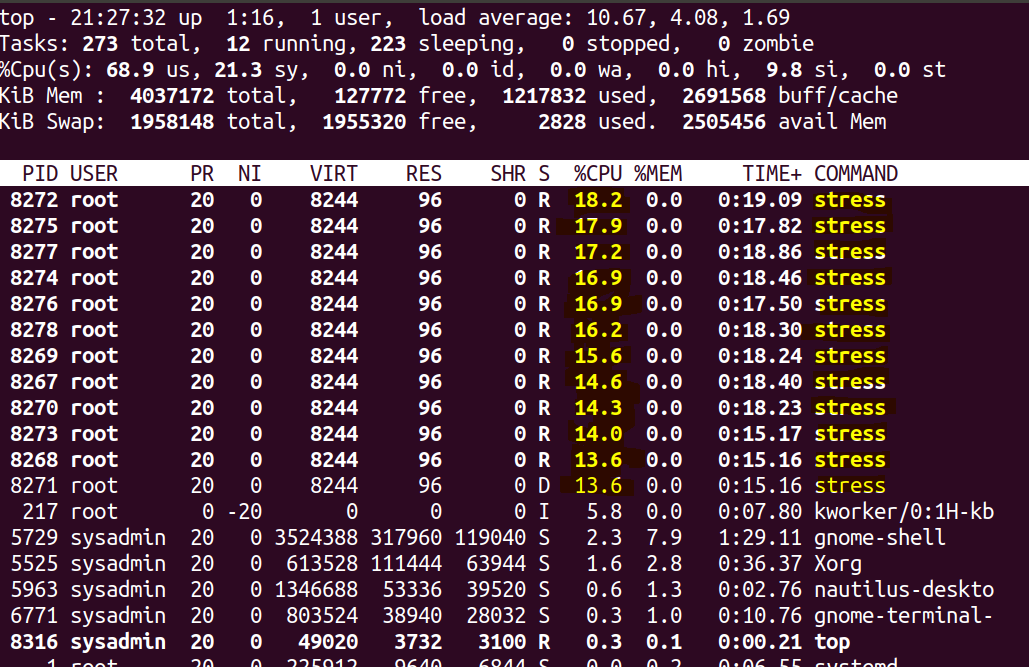 top - 21:27:32 up  1:16,  1 user,  load average: 10.67, 4.08, 1.69
Tasks: 273 total,  12 running, 223 sleeping,   0 stopped,   0 zombie
%Cpu(s): 68.9 us, 21.3 sy,  0.0 ni,  0.0 id,  0.0 wa,  0.0 hi,  9.8 si,  0.0 st
KiB Mem :  4037172 total,   127772 free,  1217832 used,  2691568 buff/cache
KiB Swap:  1958148 total,  1955320 free,     2828 used.  2505456 avail Mem
PID USER      PR  NI    VIRT    RES    SHR S  %CPU %MEM     TIME+ COMMAND
8272 root      20   0    8244     96      0 R  18.2  0.0   0:19.09 stress
8275 root      20   0    8244     96      0 R  17.9  0.0   0:17.82 stress
8277 root      20   0    8244     96      0 R  17.2  0.0   0:18.86 stress
8274 root      20   0    8244     96      0 R  16.9  0.0   0:18.46 stress
8276 root      20   0    8244     96      0 R  16.9  0.0   0:17.50 stress
8278 root      20   0    8244     96      0 R  16.2  0.0   0:18.30 stress
8269 root      20   0    8244     96      0 R  15.6  0.0   0:18.24 stress
8267 root      20   0    8244     96      0 R  14.6  0.0   0:18.40 stress
8270 root      20   0    8244     96      0 R  14.3  0.0   0:18.23 stress
8273 root      20   0    8244     96      0 R  14.0  0.0   0:15.17 stress
8268 root      20   0    8244     96      0 R  13.6  0.0   0:15.16 stress
8271 root      20   0    8244     96      0 D  13.6  0.0   0:15.16 stress
217 root       0 -20       0      0      0 I   5.8  0.0   0:07.80 kworker/0:1H-kb
5729 sysadmin  20   0 3524388 317960 119040 S   2.3  7.9   1:29.11 gnome-shell
5525 sysadmin  20   0  613528 111444  63944 S   1.6  2.8   0:36.37 Xorg
5963 sysadmin  20   0 1346688  53336  39520 S   0.6  1.3   0:02.76 nautilus-deskto
6771 sysadmin  20   0  803524  38940  28032 S   0.3  1.0   0:10.76 gnome-terminal-
8316 sysadmin  20   0   49020   3732   3100 R   0.3  0.1   0:00.21 top
1 root      20   0  225912   9640   6844 S   0.0  0.2   0:06.55 systemd